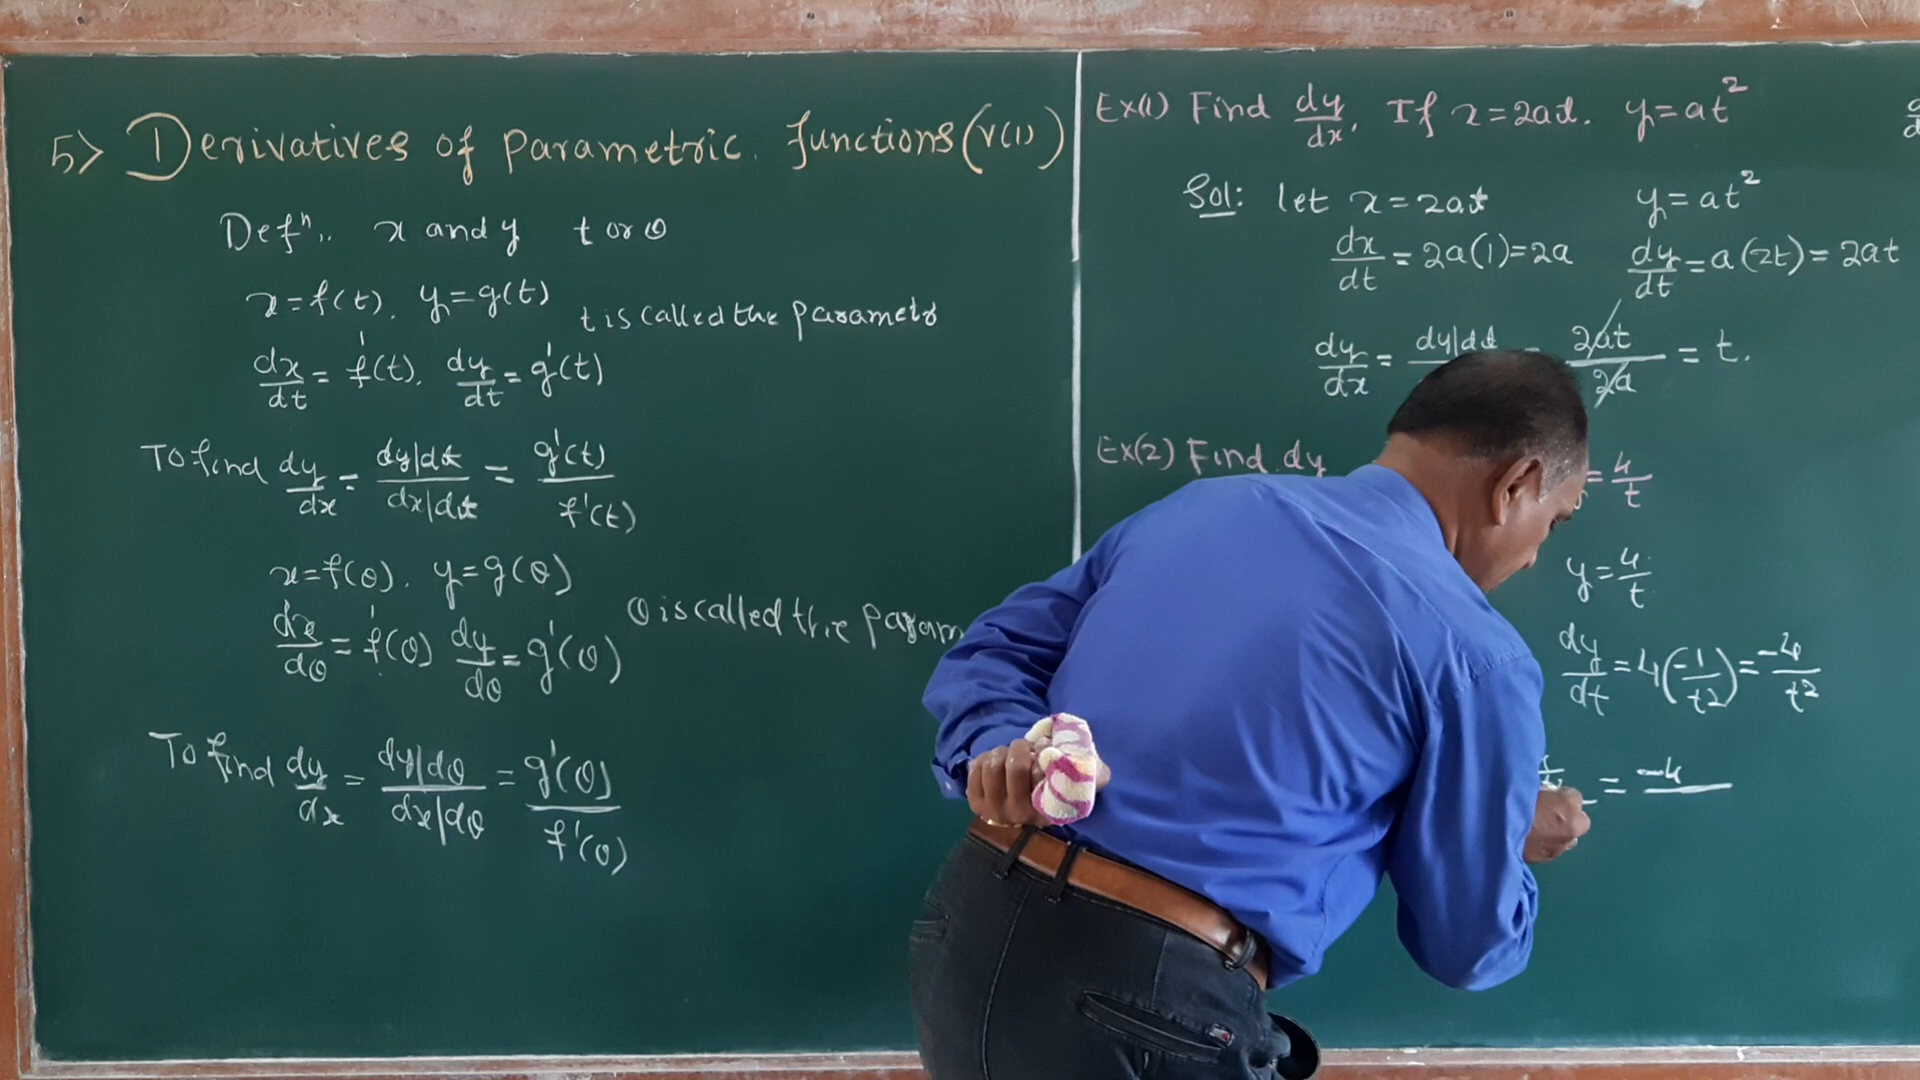 5> Derivatives of parametric functions (V(1)
Defⁿ.. x and y t or θ
x=f(t), y=g(t)
t is called the parametr
dx/dt = f'(t), dy/dt = g'(t)
To find dy/dx = dy|dt / dx|dt = g'(t) / f'(t)
x=f(θ), y=g(θ)
θ is called the param
dx/dθ = f'(θ) dy/dθ = g'(θ)
To find dy/dx = dy|dθ / dx|dθ = g'(θ) / f'(θ)
Ex(1) Find dy/dx, If x=2at. y=at²
Sol: let x=2at y=at²
dx/dt = 2a(1)=2a dy/dt = a(2t)=2at
dy/dx = dy|dt = 2at/2a = t.
Ex(2) Find dy = 4/t
y=4/t
dy/dt = 4(-1/t2) = -4/t2
= -4